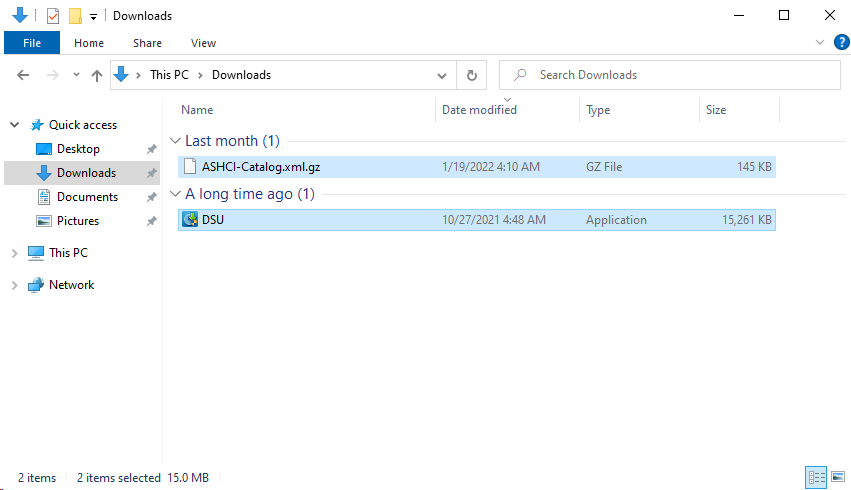 Downloads
File Home Share View
This PC Downloads Search Downloads
Name Date modified Type Size
Quick access
Desktop
Downloads
Documents
Pictures
This PC
Network
Last month (1)
ASHCI-Catalog.xml.gz 1/19/2022 4:10 AM GZ File 145 KB
A long time ago (1)
DSU 10/27/2021 4:48 AM Application 15,261 KB
2 items 2 items selected 15.0 MB